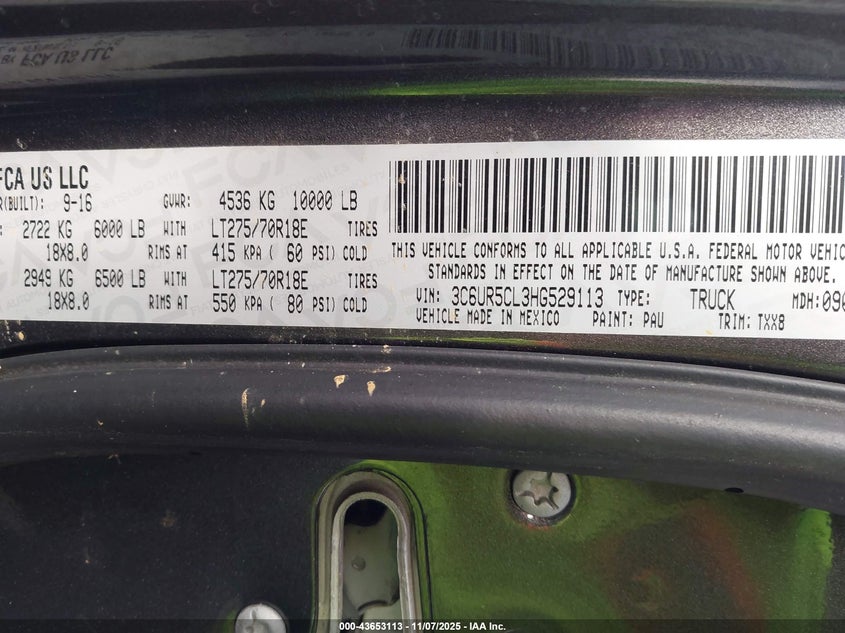 FCA US LLC
R(BUILT): 9-16 GVWR: 4536 KG 10000 LB
: 2722 KG 6000 LB WITH LT275/70R18E TIRES
18X8.0 RIMS AT 415 KPA ( 60 PSI) COLD
2949 KG 6500 LB WITH LT275/70R18E TIRES
18X8.0 RIMS AT 550 KPA ( 80 PSI) COLD
THIS VEHICLE CONFORMS TO ALL APPLICABLE U.S.A. FEDERAL MOTOR VEHIC
STANDARDS IN EFFECT ON THE DATE OF MANUFACTURE SHOWN ABOVE.
VIN: 3C6UR5CL3HG529113 TYPE: TRUCK MDH:090
VEHICLE MADE IN MEXICO PAINT: PAU TRIM: TXX8
000-43653113 - 11/07/2025 - IAA Inc.